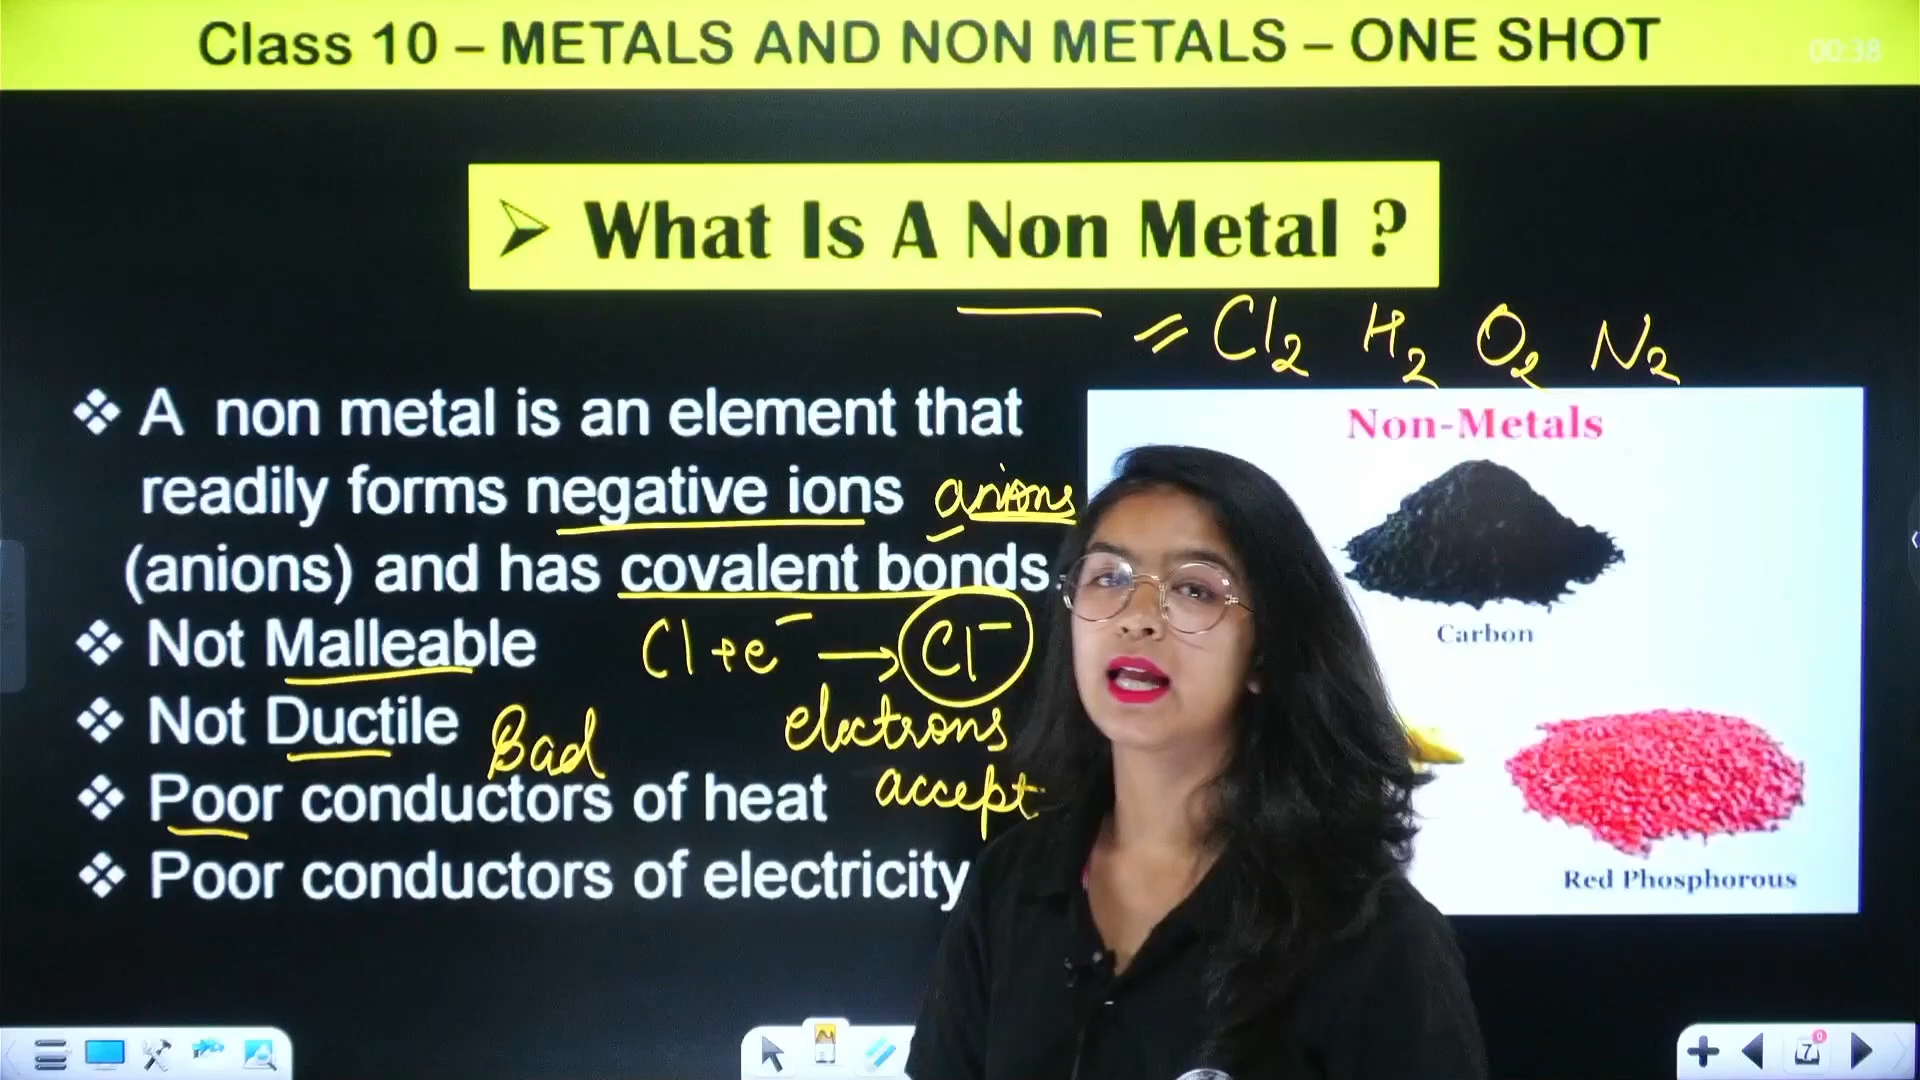 Class 10 – METALS AND NON METALS – ONE SHOT
00:38
➢ What Is A Non Metal ?
= Cl₂ H₂ O₂ N₂
❖ A non metal is an element that
readily forms negative ions anions
(anions) and has covalent bonds
❖ Not Malleable
Cl + e⁻ → Cl⁻
❖ Not Ductile Bad
electrons
accept
❖ Poor conductors of heat
❖ Poor conductors of electricity
Non-Metals
Carbon
Red Phosphorous
7
0